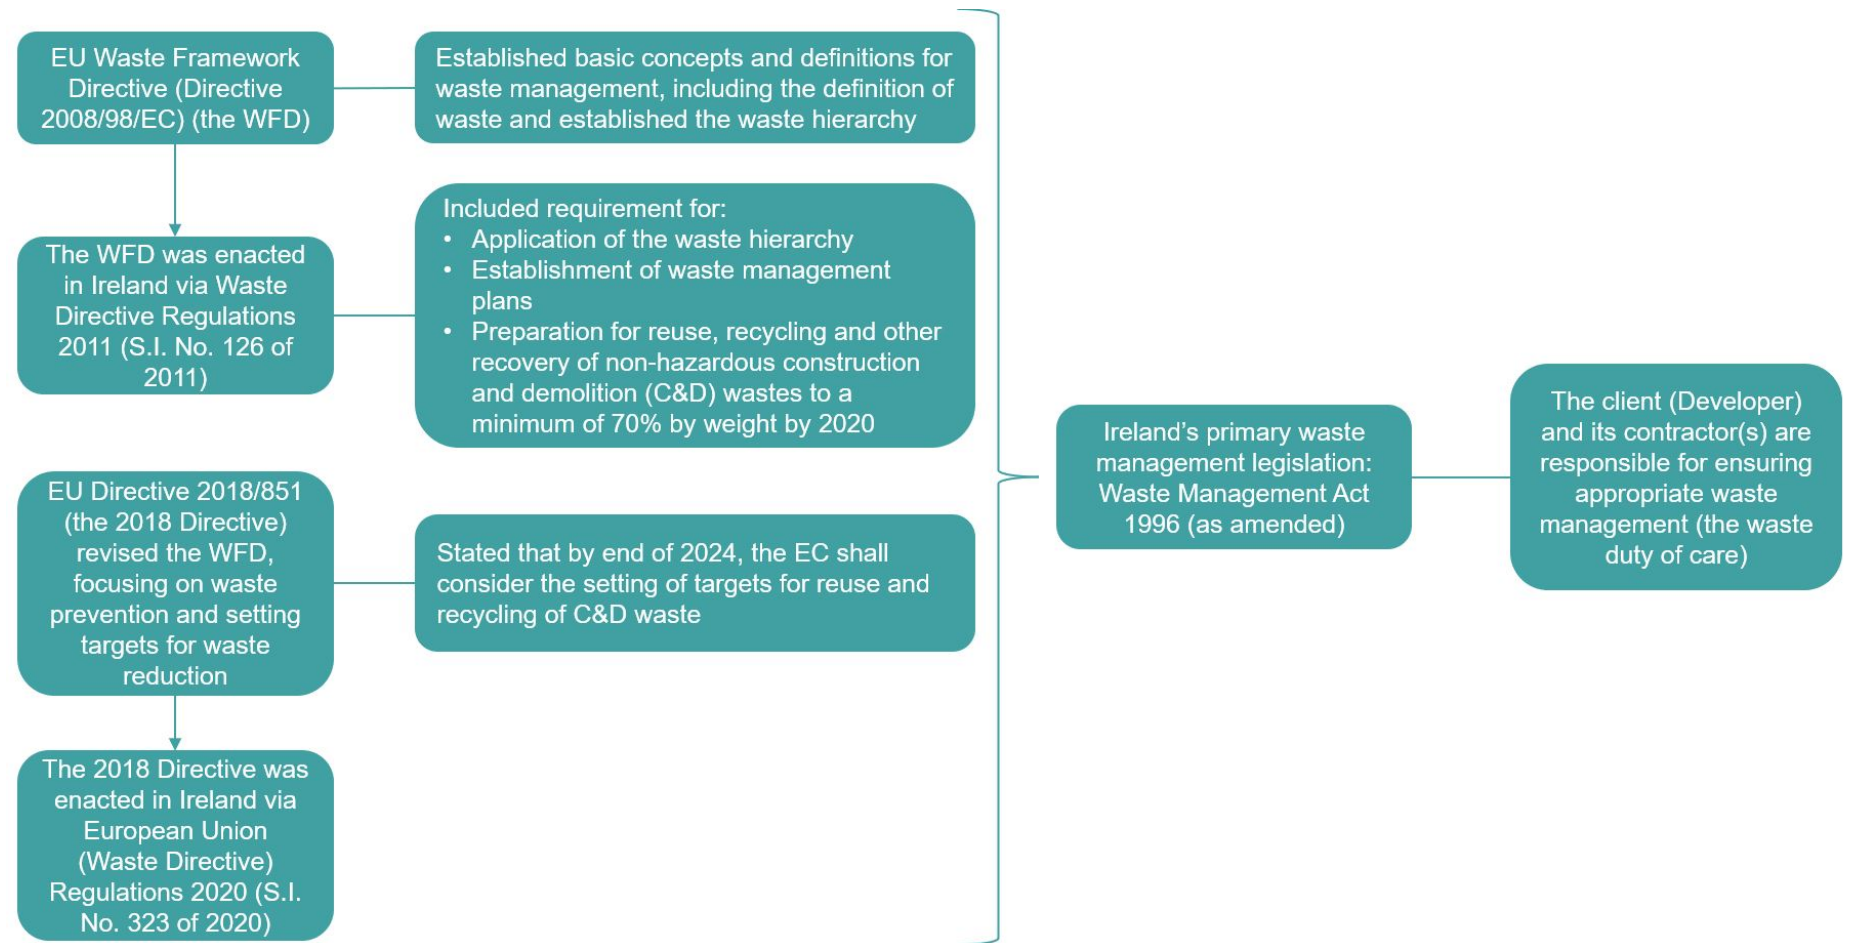 EU Waste Framework
Directive (Directive
2008/98/EC) (the WFD)
Established basic concepts and definitions for
waste management, including the definition of
waste and established the waste hierarchy
The WFD was enacted
in Ireland via Waste
Directive Regulations
2011 (S.I. No. 126 of
2011)
Included requirement for:
• Application of the waste hierarchy
• Establishment of waste management
plans
• Preparation for reuse, recycling and other
recovery of non-hazardous construction
and demolition (C&D) wastes to a
minimum of 70% by weight by 2020
EU Directive 2018/851
(the 2018 Directive)
revised the WFD,
focusing on waste
prevention and setting
targets for waste
reduction
Stated that by end of 2024, the EC shall
consider the setting of targets for reuse and
recycling of C&D waste
The 2018 Directive was
enacted in Ireland via
European Union
(Waste Directive)
Regulations 2020 (S.I.
No. 323 of 2020)
Ireland’s primary waste
management legislation:
Waste Management Act
1996 (as amended)
The client (Developer)
and its contractor(s) are
responsible for ensuring
appropriate waste
management (the waste
duty of care)